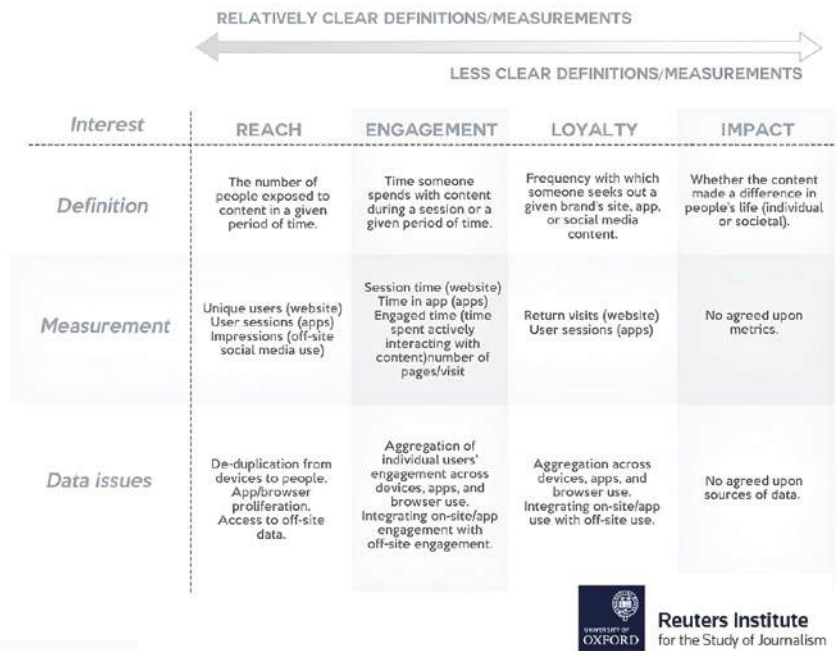 RELATIVELY CLEAR DEFINITIONS/MEASUREMENTS
LESS CLEAR DEFINITIONS/MEASUREMENTS
Interest
REACH
ENGAGEMENT
LOYALTY
IMPACT
Definition
The number of
people exposed to
content in a given
period of time.
Time someone
spends with content
during a session or a
given period of time.
Frequency with which
someone seeks out a
given brand's site, app,
or social media
content.
Whether the content
made a difference in
people's life (individual
or societal).
Measurement
Unique users (website)
User sessions (apps)
Impressions (off-site
social media use)
Session time (website)
Time in app (apps)
Engaged time (time
spent actively
interacting with
content)number of
pages/visit
Return visits (website)
User sessions (apps)
No agreed upon
metrics.
Data issues
De-duplication from
devices to people.
App/browser
proliferation.
Access to off-site
data.
Aggregation of
individual users'
engagement across
devices, apps, and
browser use.
Integrating on-site/app
engagement with
off-site engagement.
Aggregation across
devices, apps, and
browser use.
Integrating on-site/app
use with off-site use.
No agreed upon
sources of data.
UNIVERSITY OF
OXFORD
Reuters Institute
for the Study of Journalism